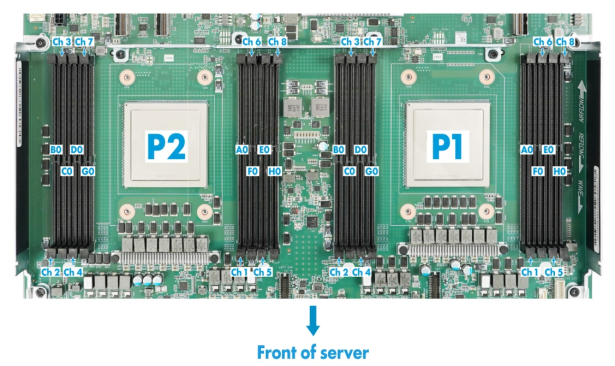 Ch 3 Ch 7 Ch 6 Ch 8 Ch 3 Ch 7 Ch 6 Ch 8
B0 D0 P2 A0 E0 B0 D0 P1 A0 E0
C0 G0 F0 H0 C0 G0 F0 H0
Ch 2 Ch 4 Ch 1 Ch 5 Ch 2 Ch 4 Ch 1 Ch 5
AIRFLOW
Front of server